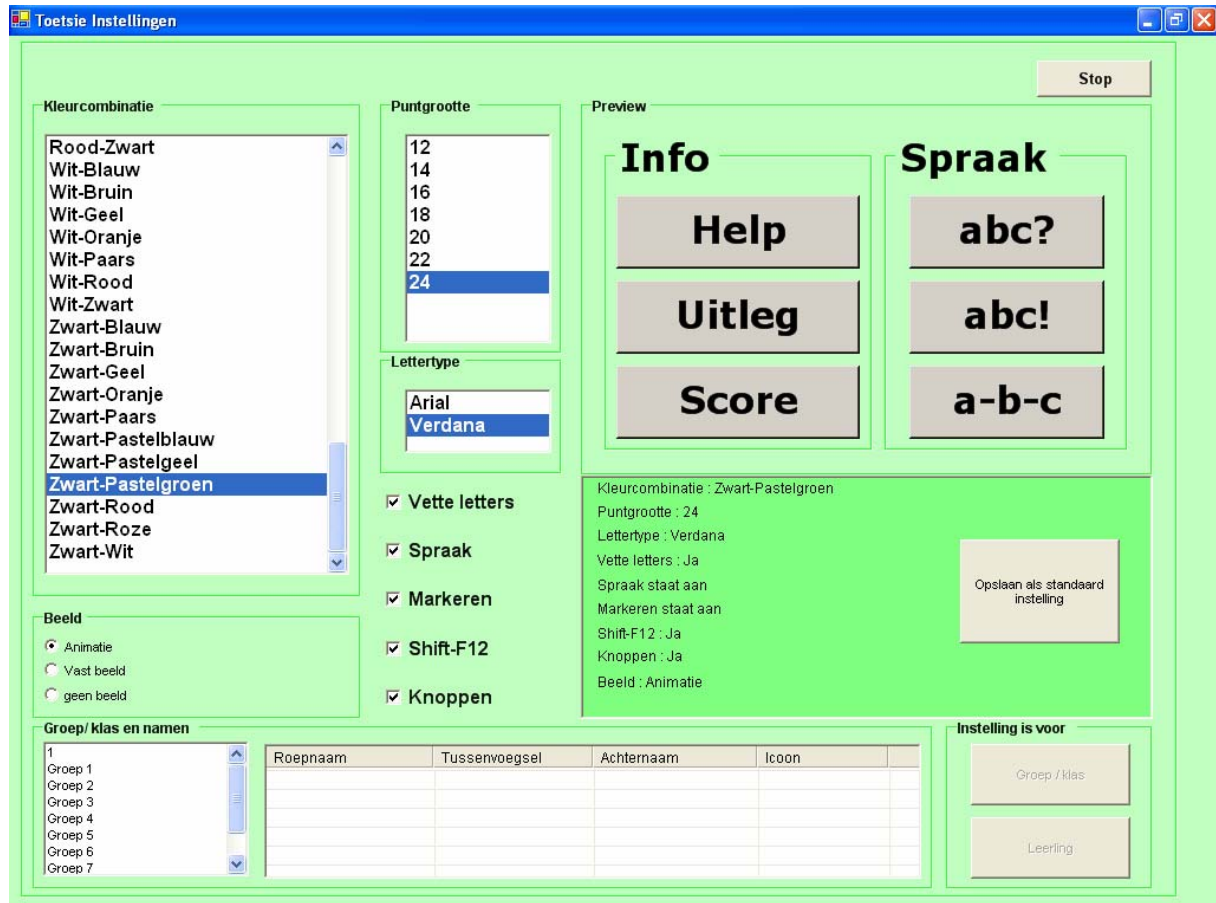 Toetsie Instellingen
Stop
Kleurcombinatie
Rood-Zwart
Wit-Blauw
Wit-Bruin
Wit-Geel
Wit-Oranje
Wit-Paars
Wit-Rood
Wit-Zwart
Zwart-Blauw
Zwart-Bruin
Zwart-Geel
Zwart-Oranje
Zwart-Paars
Zwart-Pastelblauw
Zwart-Pastelgeel
Zwart-Pastelgroen
Zwart-Rood
Zwart-Roze
Zwart-Wit
Puntgrootte
12
14
16
18
20
22
24
Lettertype
Arial
Verdana
Vette letters
Spraak
Markeren
Shift-F12
Knoppen
Preview
Info
Help
Uitleg
Score
Spraak
abc?
abc!
a-b-c
Kleurcombinatie : Zwart-Pastelgroen
Puntgrootte : 24
Lettertype : Verdana
Vette letters : Ja
Spraak staat aan
Markeren staat aan
Shift-F12 : Ja
Knoppen : Ja
Beeld : Animatie
Opslaan als standaard
instelling
Beeld
Animatie
Vast beeld
geen beeld
Groep/ klas en namen
1
Groep 1
Groep 2
Groep 3
Groep 4
Groep 5
Groep 6
Groep 7
Roepnaam Tussenvoegsel Achternaam Icoon
Instelling is voor
Groep / klas
Leerling